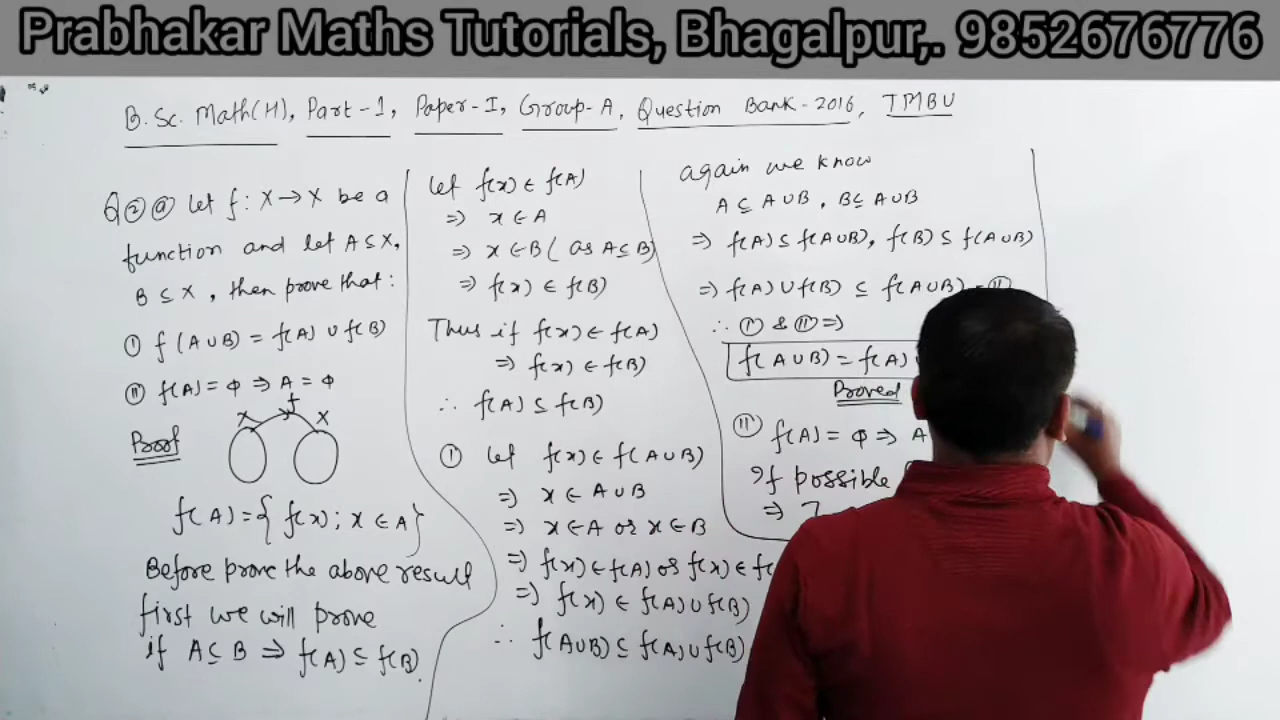 Prabhakar Maths Tutorials, Bhagalpur,. 9852676776
B.Sc. Math(H), Part-1, Paper-I, Group-A, Question Bank-2016, TMBU
Q② ⓐ Let f: X→X be a
function and let A⊆X,
B⊆X, then prove that:
Ⓘ f(A∪B) = f(A) ∪ f(B)
Ⓘⓘ f(A) = Φ ⇒ A = Φ
f
X X
Proof
f(A) = { f(x); x ∈ A }
Before prove the above result
first we will prove
if A⊆B ⇒ f(A) ⊆ f(B).
Let f(x) ∈ f(A)
⇒ x ∈ A
⇒ x ∈ B ( as A⊆B)
⇒ f(x) ∈ f(B)
Thus if f(x) ∈ f(A)
⇒ f(x) ∈ f(B)
∴ f(A) ⊆ f(B)
Ⓘ Let f(x) ∈ f(A∪B)
⇒ x ∈ A∪B
⇒ x ∈ A or x ∈ B
⇒ f(x) ∈ f(A) or f(x) ∈ f(
⇒ f(x) ∈ f(A) ∪ f(B)
∴ f(A∪B) ⊆ f(A) ∪ f(B)
again we know
A ⊆ A∪B, B ⊆ A∪B
⇒ f(A) ⊆ f(A∪B), f(B) ⊆ f(A∪B)
⇒ f(A) ∪ f(B) ⊆ f(A∪B) - Ⓘⓘ
∴ Ⓘ & Ⓘⓘ ⇒
f(A∪B) = f(A)
Proved
Ⓘⓘ f(A) = Φ ⇒ A
If possible
⇒